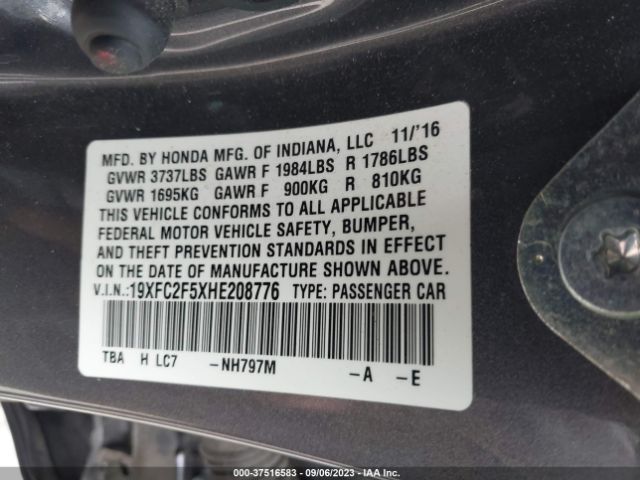 MFD. BY HONDA MFG. OF INDIANA, LLC 11/'16
GVWR 3737LBS GAWR F 1984LBS R 1786LBS
GVWR 1695KG GAWR F 900KG R 810KG
THIS VEHICLE CONFORMS TO ALL APPLICABLE
FEDERAL MOTOR VEHICLE SAFETY, BUMPER,
AND THEFT PREVENTION STANDARDS IN EFFECT
ON THE DATE OF MANUFACTURE SHOWN ABOVE.
V.I.N.:19XFC2F5XHE208776 TYPE: PASSENGER CAR
TBA H LC7 -NH797M -A -E
000-37516583 - 09/06/2023 - IAA Inc.